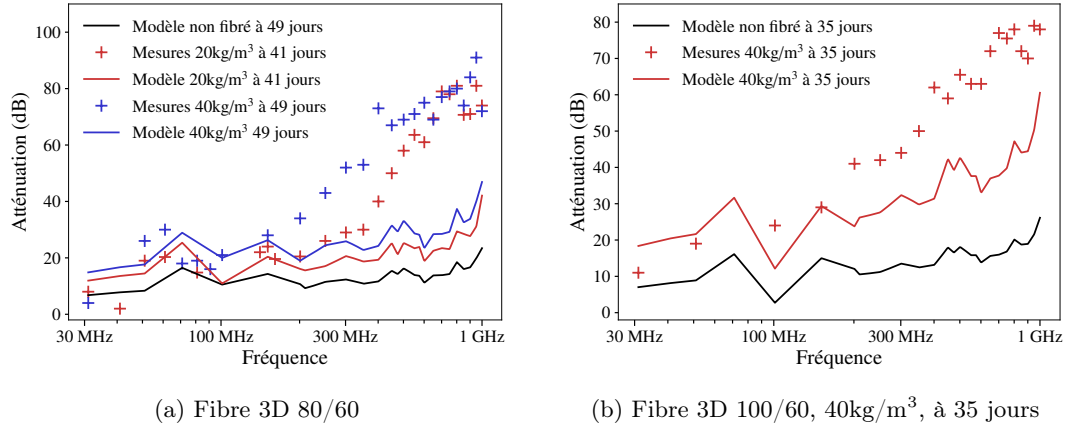 Modèle non fibré à 49 jours
Mesures 20kg/m³ à 41 jours
Modèle 20kg/m³ à 41 jours
Mesures 40kg/m³ à 49 jours
Modèle 40kg/m³ 49 jours
Atténuation (dB)
100
80
60
40
20
0
30 MHz 100 MHz 300 MHz 1 GHz
Fréquence
(a) Fibre 3D 80/60
Modèle non fibré à 35 jours
Mesures 40kg/m³ à 35 jours
Modèle 40kg/m³ à 35 jours
Atténuation (dB)
80
70
60
50
40
30
20
10
0
30 MHz 100 MHz 300 MHz 1 GHz
Fréquence
(b) Fibre 3D 100/60, 40kg/m³, à 35 jours